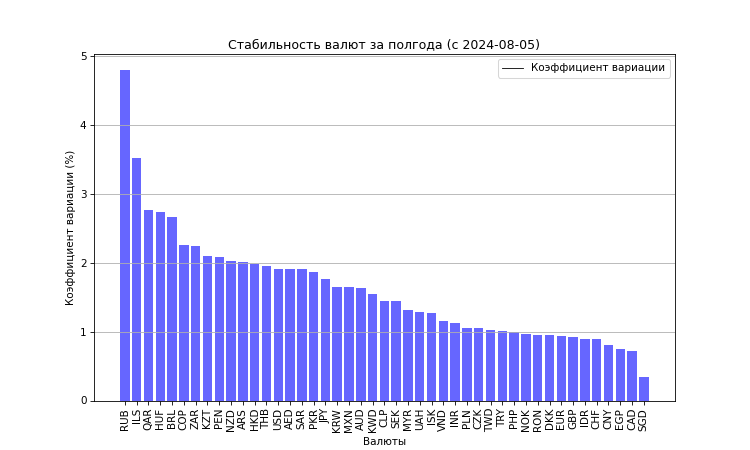 Стабильность валют за полгода (с 2024-08-05)
Коэффициент вариации
Коэффициент вариации (%)
5
4
3
2
1
0
RUB
ILS
QAR
HUF
BRL
COP
ZAR
KZT
PEN
NZD
ARS
HKD
THB
USD
AED
SAR
PKR
JPY
KRW
MXN
AUD
KWD
CLP
SEK
MYR
UAH
ISK
VND
INR
PLN
CZK
TWD
TRY
PHP
NOK
RON
DKK
EUR
GBP
IDR
CHF
CNY
EGP
CAD
SGD
Валюты